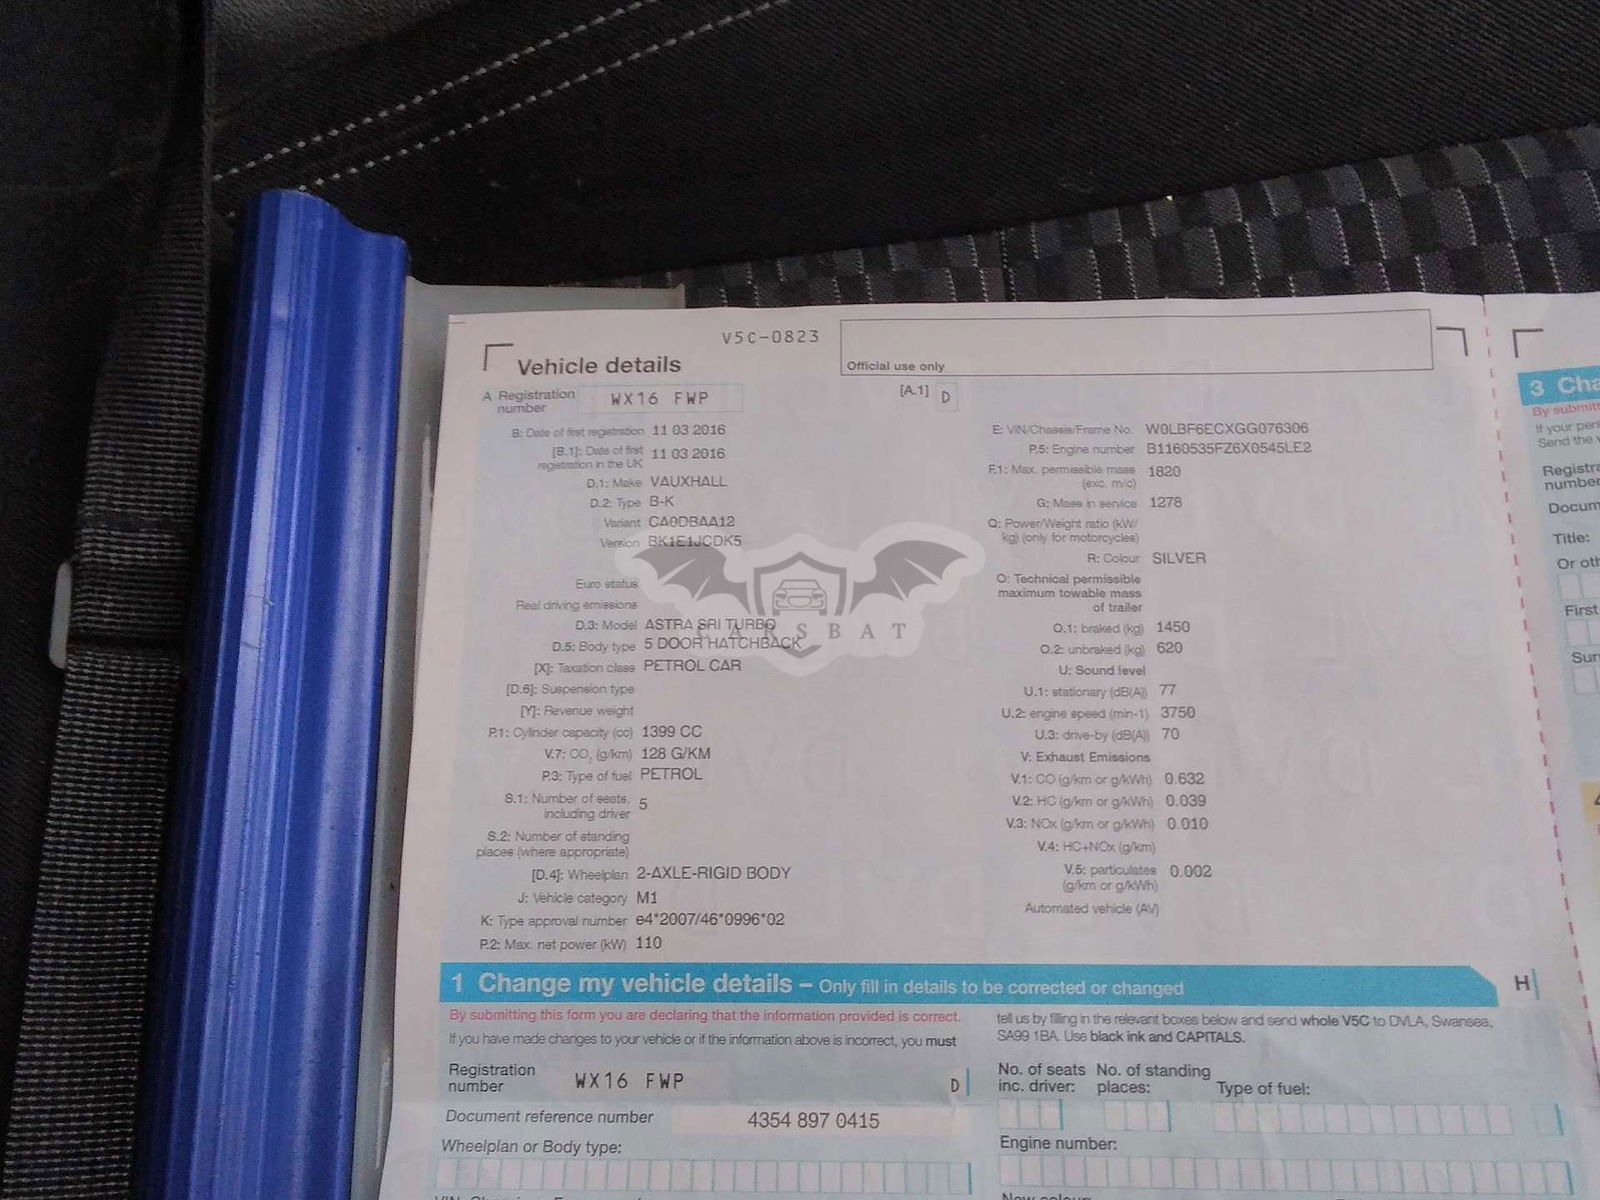 V5C-0823
Vehicle details
Official use only
A Registration number WX16 FWP
[A.1] D
B: Date of first registration 11 03 2016
[B.1]: Date of first registration in the UK 11 03 2016
D.1: Make VAUXHALL
D.2: Type B-K
Variant CA0DBAA12
Version BK1E1JCDK5
Euro status
Real driving emissions
D.3: Model ASTRA SRI TURBO
D.5: Body type 5 DOOR HATCHBACK
[X]: Taxation class PETROL CAR
[D.6]: Suspension type
[Y]: Revenue weight
P.1: Cylinder capacity (cc) 1399 CC
V.7: CO2 (g/km) 128 G/KM
P.3: Type of fuel PETROL
S.1: Number of seats, including driver 5
S.2: Number of standing places (where appropriate)
[D.4]: Wheelplan 2-AXLE-RIGID BODY
J: Vehicle category M1
K: Type approval number e4*2007/46*0996*02
P.2: Max. net power (kW) 110
E: VIN/Chassis/Frame No. W0LBF6ECXGG076306
P.5: Engine number B1160535FZ6X0545LE2
F.1: Max. permissible mass (exc. m/c) 1820
G: Mass in service 1278
Q: Power/Weight ratio (kW/kg) (only for motorcycles)
R: Colour SILVER
O: Technical permissible maximum towable mass of trailer
O.1: braked (kg) 1450
O.2: unbraked (kg) 620
U: Sound level
U.1: stationary (dB(A)) 77
U.2: engine speed (min-1) 3750
U.3: drive-by (dB(A)) 70
V: Exhaust Emissions
V.1: CO (g/km or g/kWh) 0.632
V.2: HC (g/km or g/kWh) 0.039
V.3: NOx (g/km or g/kWh) 0.010
V.4: HC+NOx (g/km)
V.5: particulates (g/km or g/kWh) 0.002
Automated vehicle (AV)
CARSBAT
1 Change my vehicle details – Only fill in details to be corrected or changed
By submitting this form you are declaring that the information provided is correct.
If you have made changes to your vehicle or if the information above is incorrect, you must
tell us by filling in the relevant boxes below and send whole V5C to DVLA, Swansea,
SA99 1BA. Use black ink and CAPITALS.
Registration number WX16 FWP D
Document reference number 4354 897 0415
Wheelplan or Body type:
No. of seats inc. driver:
No. of standing places:
Type of fuel:
Engine number:
H
3
By
If your
Send the
number
Title:
First